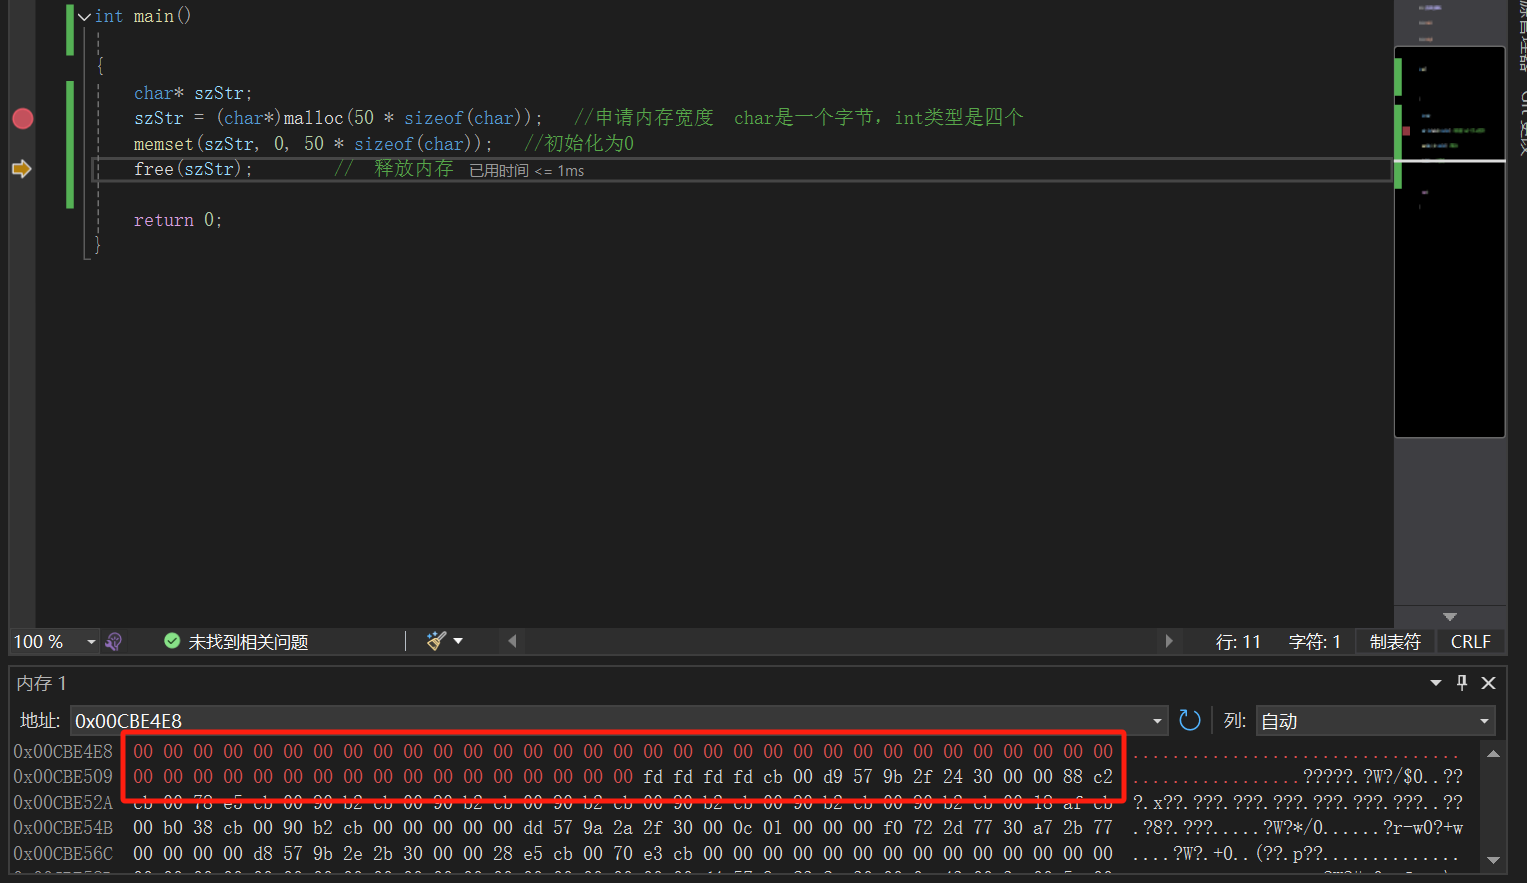 int main()
{
char* szStr;
szStr = (char*)malloc(50 * sizeof(char)); //申请内存宽度 char是一个字节，int类型是四个
memset(szStr, 0, 50 * sizeof(char)); //初始化为0
free(szStr); // 释放内存 已用时间 <= 1ms
return 0;
}
100 % 未找到相关问题 行: 11 字符: 1 制表符 CRLF
内存 1
地址: 0x00CBE4E8 列: 自动
0x00CBE4E8 00 00 00 00 00 00 00 00 00 00 00 00 00 00 00 00 00 00 00 00 00 00 00 00 00 00 00 00 00 00 00 00 00 .................................
0x00CBE509 00 00 00 00 00 00 00 00 00 00 00 00 00 00 00 00 00 fd fd fd fd cb 00 d9 57 9b 2f 24 30 00 00 88 c2 .................?????.?W?/$0..??
0x00CBE52A cb 00 78 e5 cb 00 90 b2 cb 00 90 b2 cb 00 90 b2 cb 00 90 b2 cb 00 90 b2 cb 00 90 b2 cb 00 18 af cb ?.x??.???.???.???.???.???.???..??
0x00CBE54B 00 b0 38 cb 00 90 b2 cb 00 00 00 00 00 dd 57 9a 2a 2f 30 00 0c 01 00 00 00 f0 72 2d 77 30 a7 2b 77 .?8?.???.....?W?*/0......?r-w0?+w
0x00CBE56C 00 00 00 00 d8 57 9b 2e 2b 30 00 00 28 e5 cb 00 70 e3 cb 00 00 00 00 00 00 00 00 00 00 00 00 00 00 ....?W?.+0..(??.p??..............